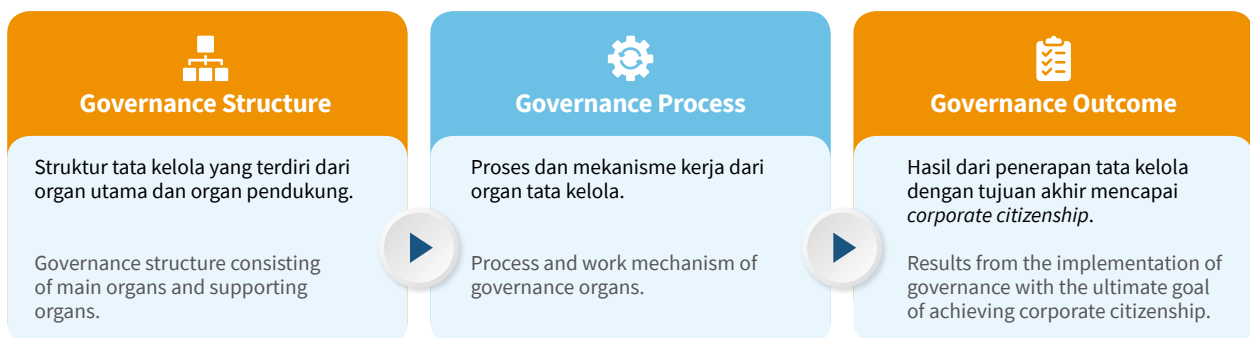 Governance Structure
Struktur tata kelola yang terdiri dari
organ utama dan organ pendukung.
Governance structure consisting
of main organs and supporting
organs.
Governance Process
Proses dan mekanisme kerja dari
organ tata kelola.
Process and work mechanism of
governance organs.
Governance Outcome
Hasil dari penerapan tata kelola
dengan tujuan akhir mencapai
corporate citizenship.
Results from the implementation of
governance with the ultimate goal
of achieving corporate citizenship.